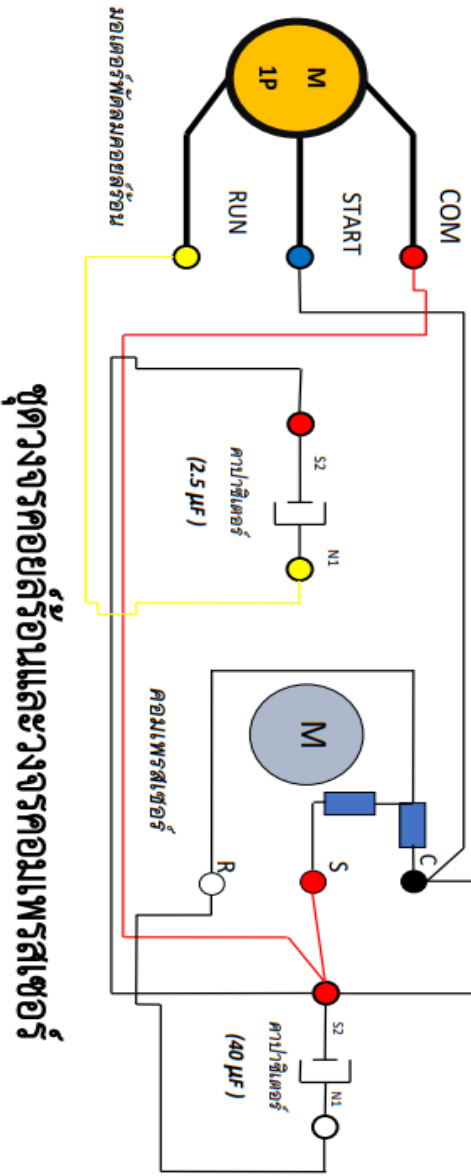 COM
START
RUN
M
1P
มอเตอร์พัดลมคอยล์ร้อน
S2
N1
คาปาซิเตอร์
(2.5 µF)
M
คอมเพรสเซอร์
C
S
R
S2
N1
คาปาซิเตอร์
(40 µF)
ชุดวงจรคอยล์ร้อนและวงจรคอมเพรสเซอร์